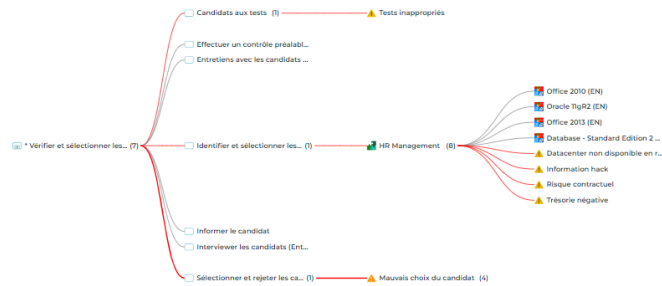 Candidats aux tests (1)
Tests inappropriés
Effectuer un contrôle préalabl...
Entretiens avec les candidats ...
Office 2010 (EN)
Oracle 11gR2 (EN)
Office 2013 (EN)
Database - Standard Edition 2 ...
* Vérifier et sélectionner les... (7)
Identifier et sélectionner les... (1)
HR Management (8)
Datacenter non disponible en r...
Information hack
Risque contractuel
Trésorie négative
Informer le candidat
Interviewer les candidats (Ent...
Sélectionner et rejeter les ca... (1)
Mauvais choix du candidat (4)